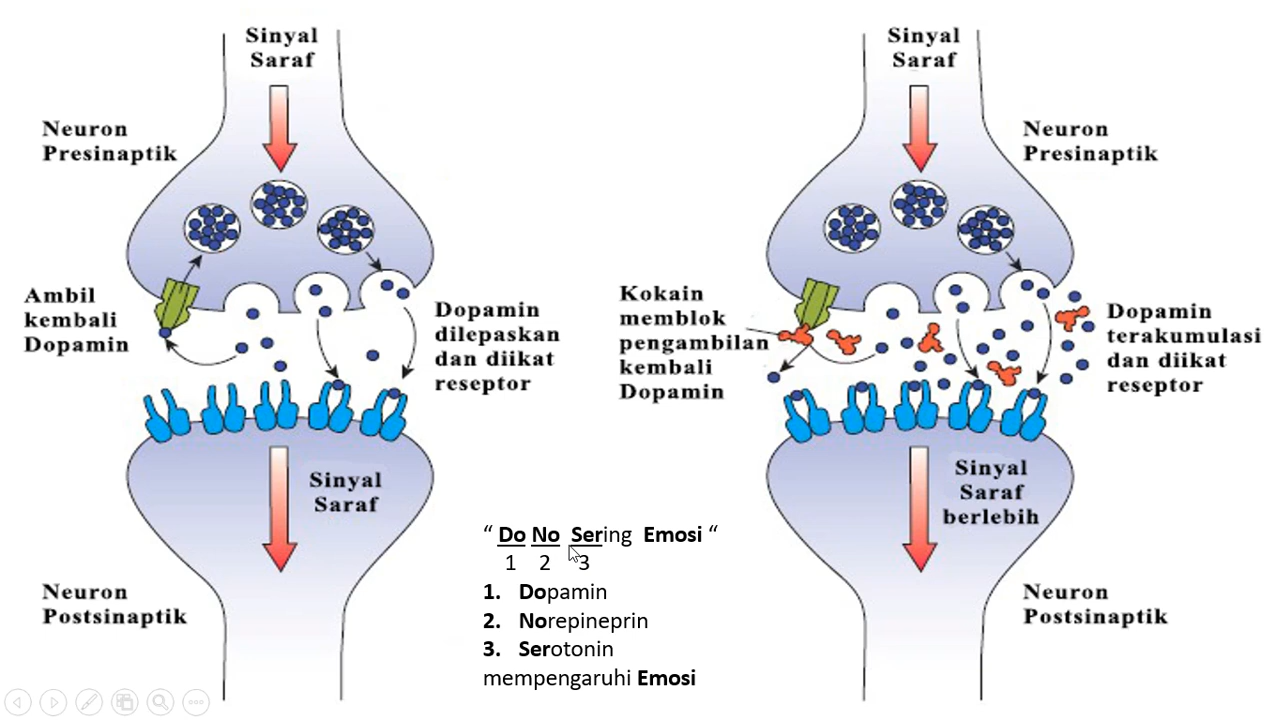 Sinyal
Saraf
Neuron
Presinaptik
Ambil
kembali
Dopamin
Dopamin
dilepaskan
dan diikat
reseptor
Sinyal
Saraf
Neuron
Postsinaptik
Sinyal
Saraf
Neuron
Presinaptik
Kokain
memblok
pengambilan
kembali
Dopamin
Dopamin
terakumulasi
dan diikat
reseptor
Sinyal
Saraf
berlebih
Neuron
Postsinaptik
“ Do No Sering Emosi “
1 2 3
1. Dopamin
2. Norepineprin
3. Serotonin
mempengaruhi Emosi